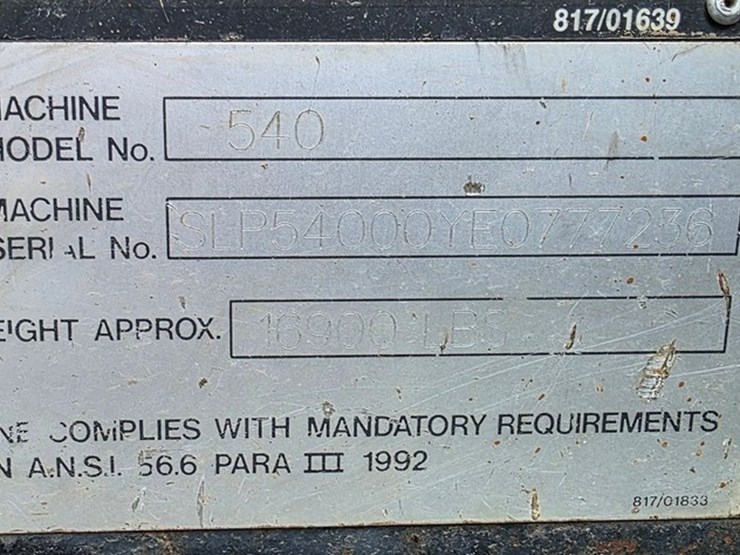 817/01639
MACHINE
MODEL No. 540
MACHINE
SERIAL No. SLP54000YE0777236
EIGHT APPROX. 16900 LBS
NE COMPLIES WITH MANDATORY REQUIREMENTS
N A.N.S.I. 56.6 PARA III 1992
817/01833